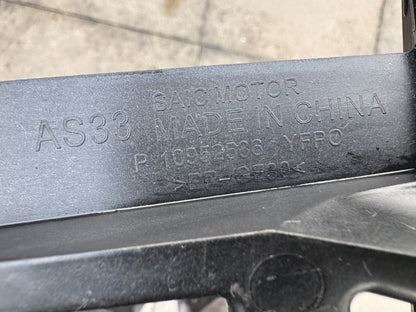 SAIC MOTOR
AS33 MADE IN CHINA
P 10952536 YFPO
>PP-GF30<